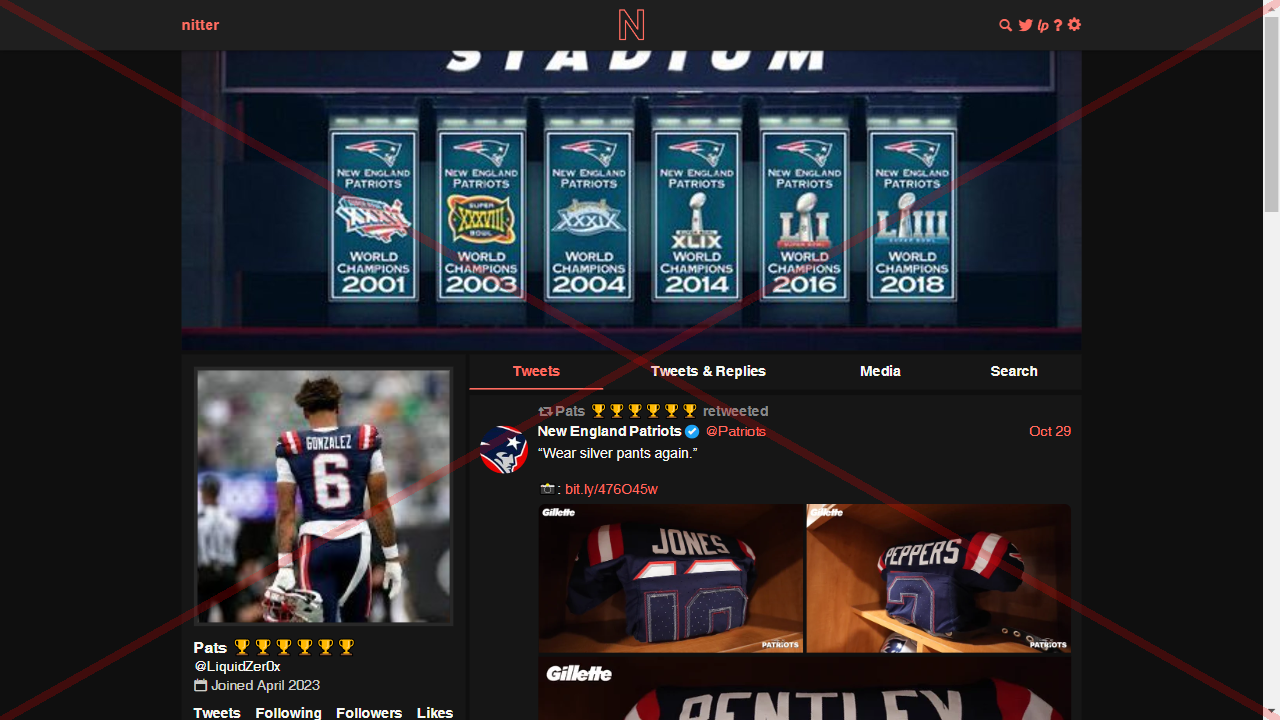 nitter
N
lp ?
STADIUM
NEW ENGLAND PATRIOTS
SUPER BOWL XXXVI
WORLD CHAMPIONS
2001
NEW ENGLAND PATRIOTS
SUPER BOWL XXXVIII
WORLD CHAMPIONS
2003
NEW ENGLAND PATRIOTS
XXXIX
WORLD CHAMPIONS
2004
NEW ENGLAND PATRIOTS
SUPER BOWL
XLIX
WORLD CHAMPIONS
2014
NEW ENGLAND PATRIOTS
LI
SUPER BOWL
WORLD CHAMPIONS
2016
NEW ENGLAND PATRIOTS
LIII
WORLD CHAMPIONS
2018
Tweets Tweets & Replies Media Search
GONZALEZ
6
Pats 🏆🏆🏆🏆🏆🏆
@LiquidZer0x
Joined April 2023
Tweets Following Followers Likes
Pats 🏆🏆🏆🏆🏆🏆 retweeted
New England Patriots @Patriots Oct 29
“Wear silver pants again.”
📸: bit.ly/476O45w
Gillette
JONES
PATRIOTS
Gillette
PEPPERS
PATRIOTS
Gillette
BENTLEY